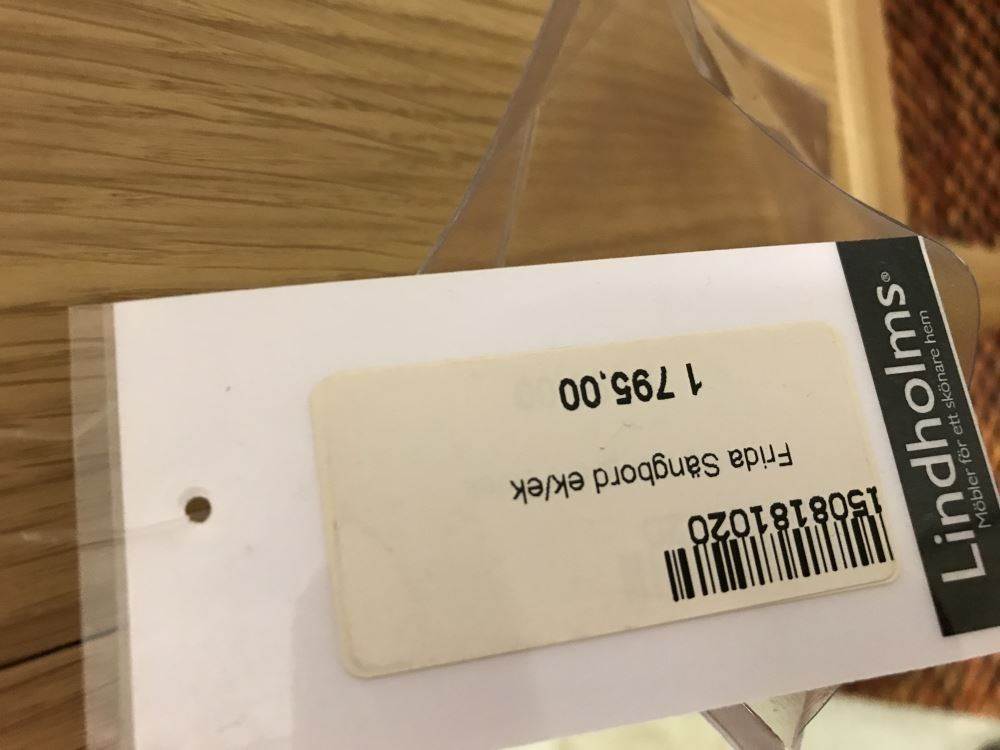 Lindholms®
Möbler för ett skönare hem
1508181020
Frida Sängbord ek/ek
1 795,00